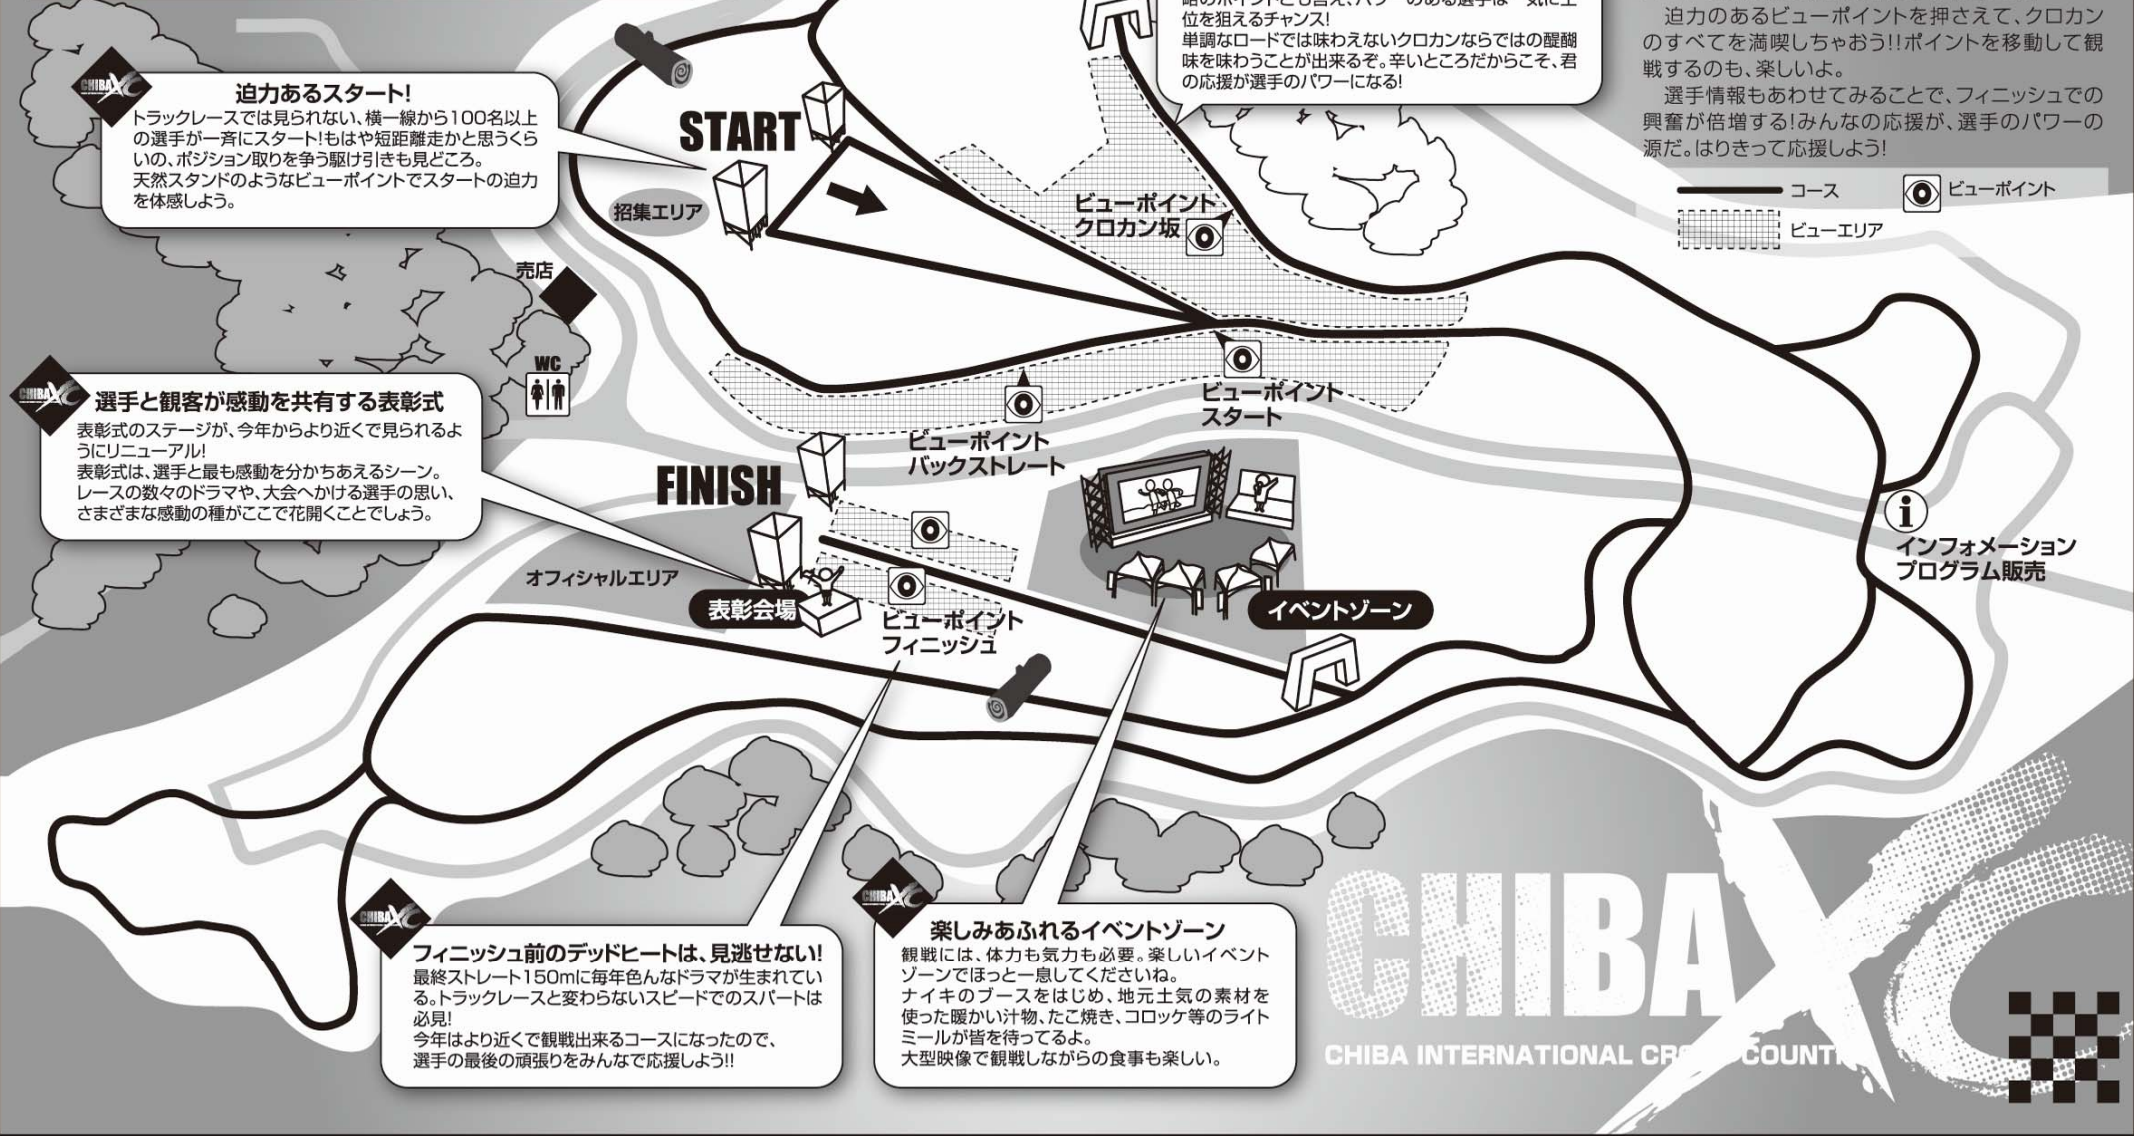 位を狙えるチャンス!
単調なロードでは味わえないクロカンならではの醍醐
味を味わうことが出来るぞ。辛いところだからこそ、君
の応援が選手のパワーになる!
迫力のあるビューポイントを押さえて、クロカン
のすべてを満喫しちゃおう!!ポイントを移動して観
戦するのも、楽しいよ。
選手情報もあわせてみることで、フィニッシュでの
興奮が倍増する!みんなの応援が、選手のパワーの
源だ。はりきって応援しよう!
コース
ビューポイント
ビューエリア
CHIBA XC
迫力あるスタート!
トラックレースでは見られない、横一線から100名以上
の選手が一斉にスタート!もはや短距離走かと思うくら
いの、ポジション取りを争う駆け引きも見どころ。
天然スタンドのようなビューポイントでスタートの迫力
を体感しよう。
START
招集エリア
ビューポイント
クロカン坂
売店
WC
ビューポイント
スタート
ビューポイント
バックストレート
CHIBA XC
選手と観客が感動を共有する表彰式
表彰式のステージが、今年からより近くで見られるよ
うにリニューアル!
表彰式は、選手と最も感動を分かちあえるシーン。
レースの数々のドラマや、大会へかける選手の思い、
さまざまな感動の種がここで花開くことでしょう。
FINISH
オフィシャルエリア
表彰会場
ビューポイント
フィニッシュ
イベントゾーン
i
インフォメーション
プログラム販売
CHIBA XC
フィニッシュ前のデッドヒートは、見逃せない!
最終ストレート150mに毎年色んなドラマが生まれてい
る。トラックレースと変わらないスピードでのスパートは
必見!
今年はより近くで観戦出来るコースになったので、
選手の最後の頑張りをみんなで応援しよう!!
CHIBA XC
楽しみあふれるイベントゾーン
観戦には、体力も気力も必要。楽しいイベント
ゾーンでほっと一息してくださいね。
ナイキのブースをはじめ、地元土気の素材を
使った暖かい汁物、たこ焼き、コロッケ等のライト
ミールが皆を待ってるよ。
大型映像で観戦しながらの食事も楽しい。
CHIBA XC
CHIBA INTERNATIONAL